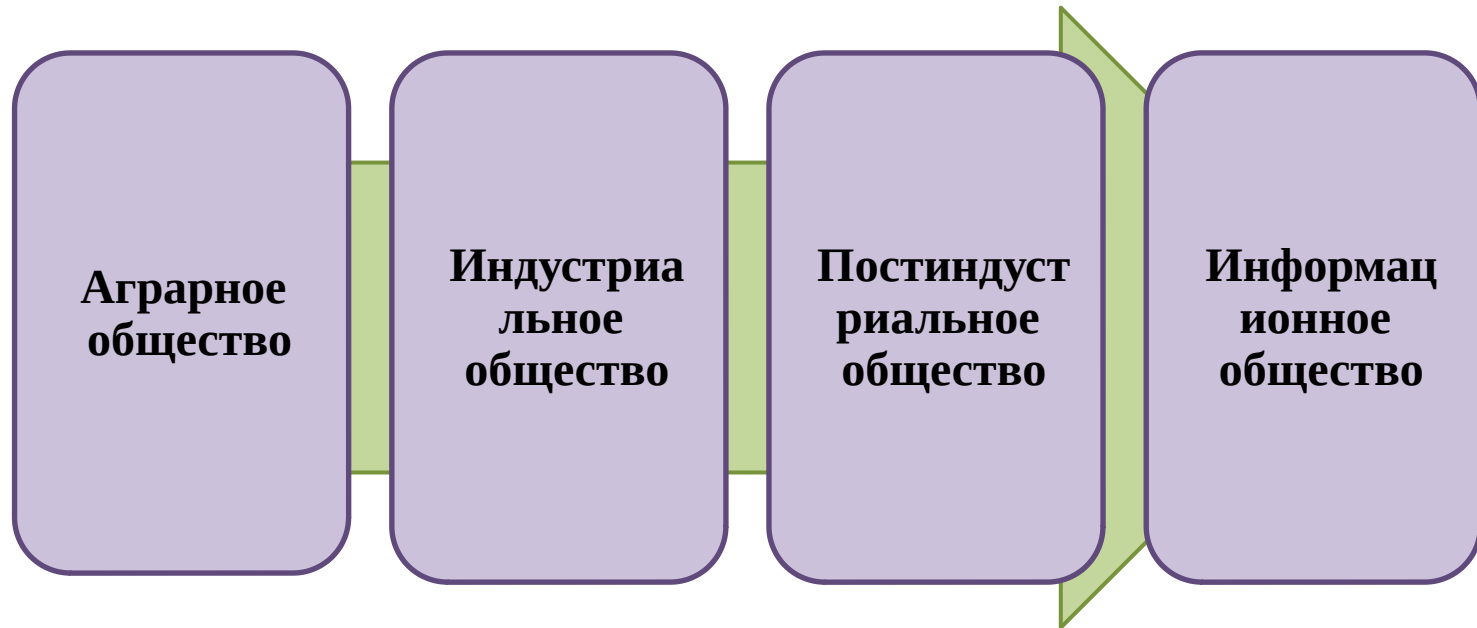 Аграрное
общество
Индустриа
льное
общество
Постиндуст
риальное
общество
Информац
ионное
общество